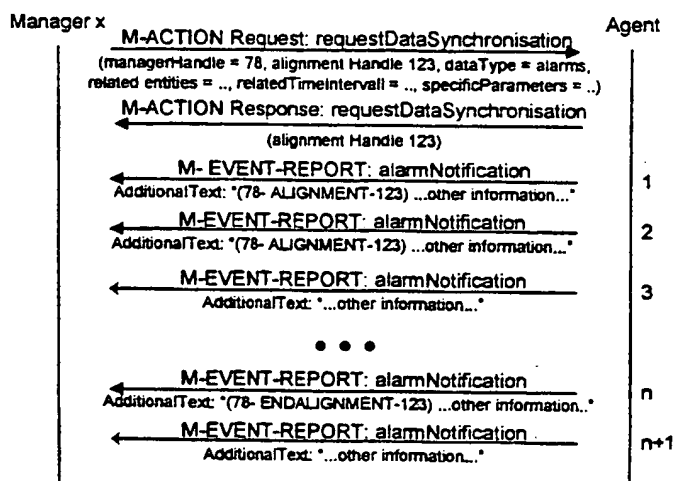 Manager x
Agent
M-ACTION Request: requestDataSynchronisation
(managerHandle = 78, alignment Handle 123, dataType = alarms,
related entities = .., relatedTimeIntervall = .., specificParameters = ..)
M-ACTION Response: requestDataSynchronisation
(alignment Handle 123)
M- EVENT-REPORT: alarmNotification
AdditionalText: "(78- ALIGNMENT-123) ...other information..."
1
M-EVENT-REPORT: alarmNotification
AdditionalText: "(78- ALIGNMENT-123) ...other information..."
2
M-EVENT-REPORT: alarmNotification
AdditionalText: "...other information..."
3
M-EVENT-REPORT: alarmNotification
AdditionalText: "(78- ENDALIGNMENT-123) ...other information.."
n
M-EVENT-REPORT: alarmNotification
AdditionalText: "...other information..."
n+1